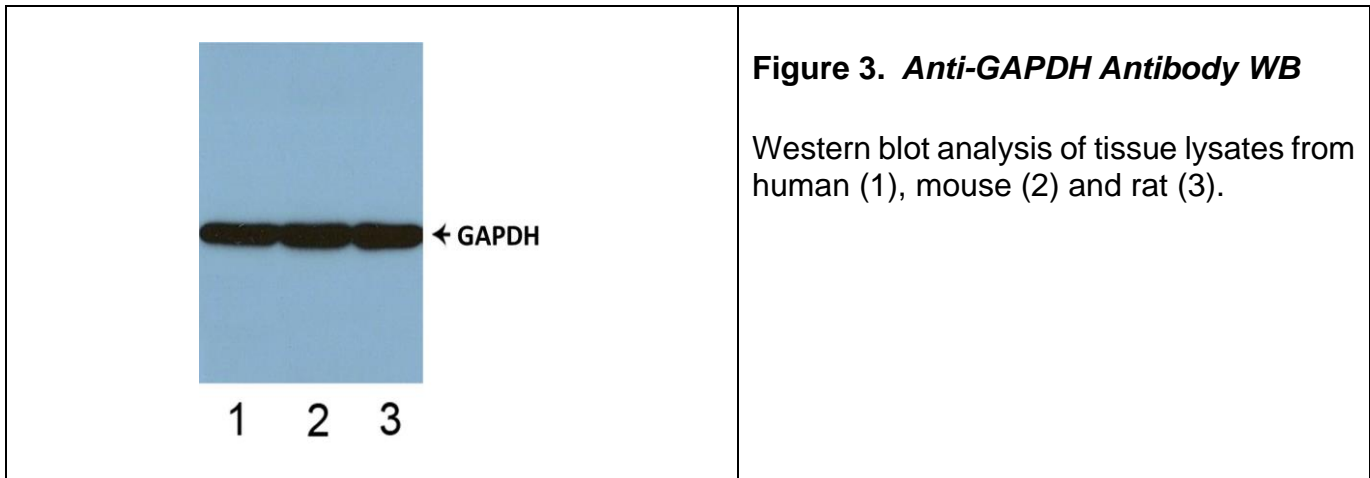 Figure 3. Anti-GAPDH Antibody WB
Western blot analysis of tissue lysates from
human (1), mouse (2) and rat (3).
← GAPDH
1 2 3